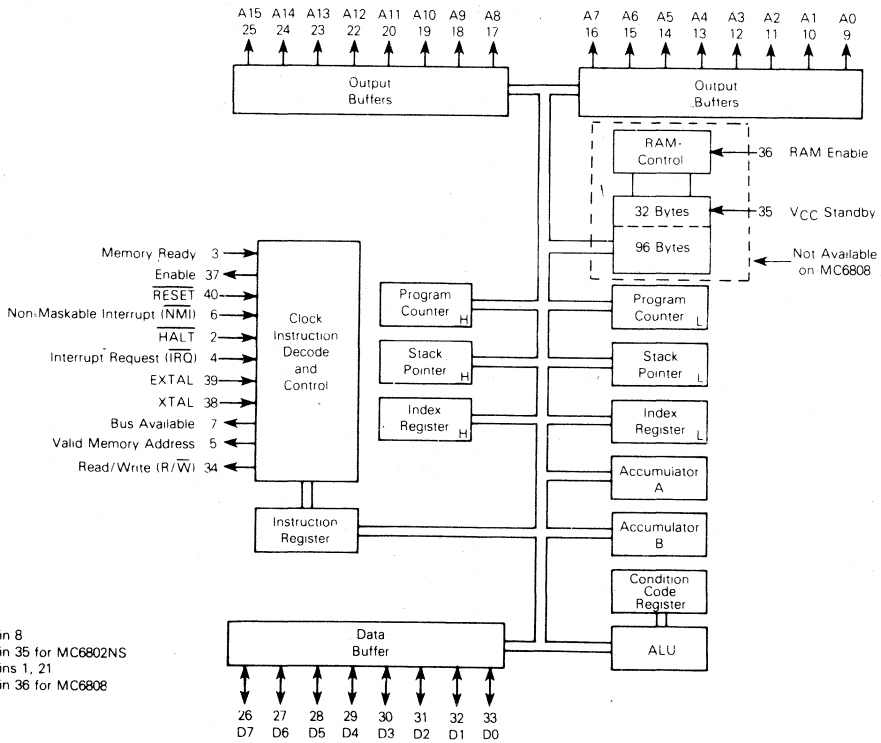 A15 A14 A13 A12 A11 A10 A9 A8
25 24 23 22 20 19 18 17
A7 A6 A5 A4 A3 A2 A1 A0
16 15 14 13 12 11 10 9
Output
Buffers
Output
Buffers
RAM-
Control
36 RAM Enable
32 Bytes
35 VCC Standby
96 Bytes
Not Available
on MC6808
Memory Ready 3
Enable 37
RESET 40
Non-Maskable Interrupt (NMI) 6
HALT 2
Interrupt Request (IRQ) 4
EXTAL 39
XTAL 38
Bus Available 7
Valid Memory Address 5
Read/Write (R/W) 34
Clock
Instruction
Decode
and
Control
Program
Counter H
Program
Counter L
Stack
Pointer H
Stack
Pointer L
Index
Register H
Index
Register L
Accumulator
A
Instruction
Register
Accumulator
B
Condition
Code
Register
ALU
Data
Buffer
in 8
in 35 for MC6802NS
ins 1, 21
in 36 for MC6808
26 27 28 29 30 31 32 33
D7 D6 D5 D4 D3 D2 D1 D0